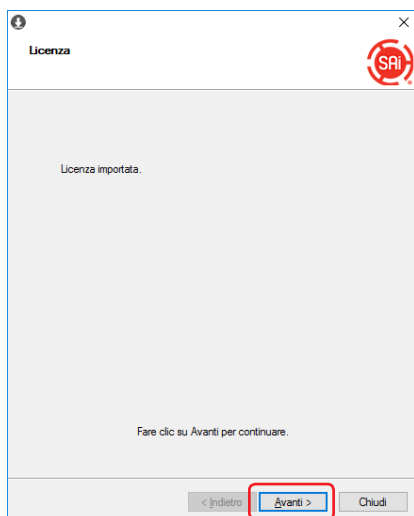 Licenza
SAi
Licenza importata.
Fare clic su Avanti per continuare.
< Indietro
Avanti >
Chiudi